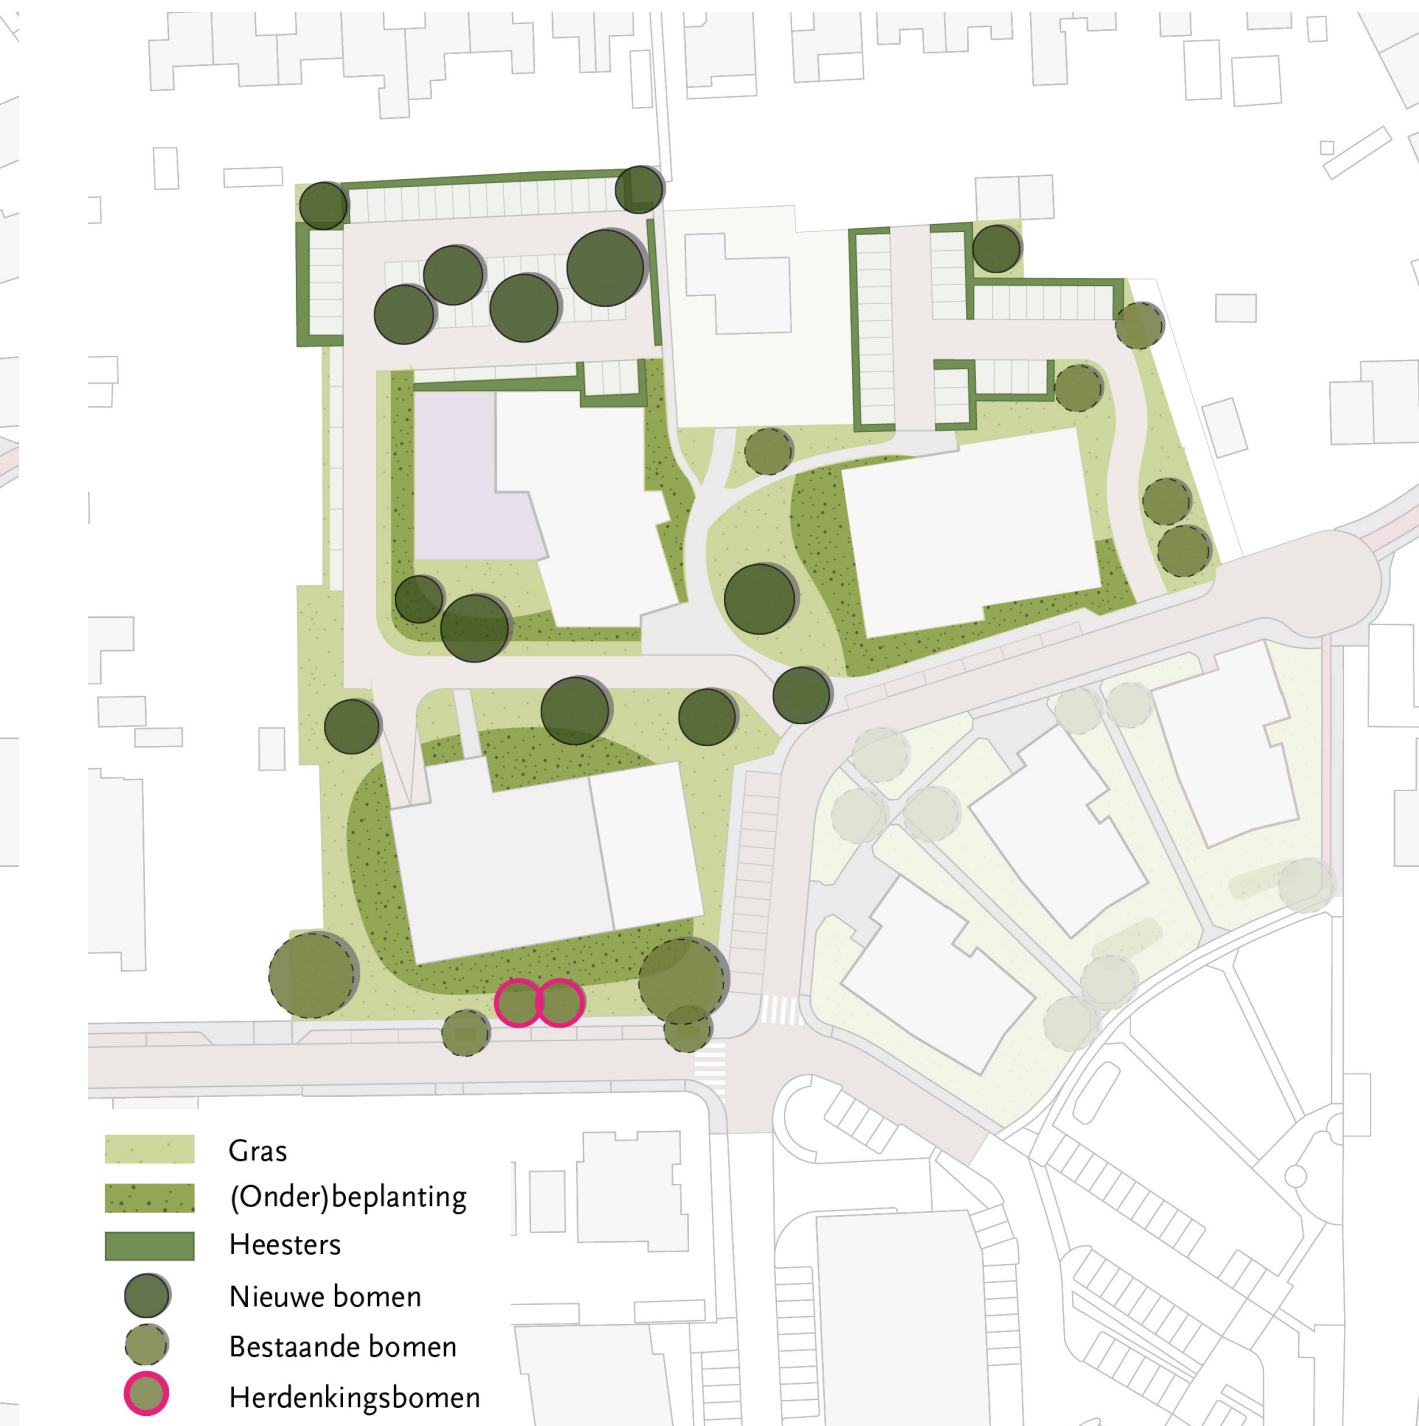 Gras
(Onder)beplanting
Heesters
Nieuwe bomen
Bestaande bomen
Herdenkingsbomen